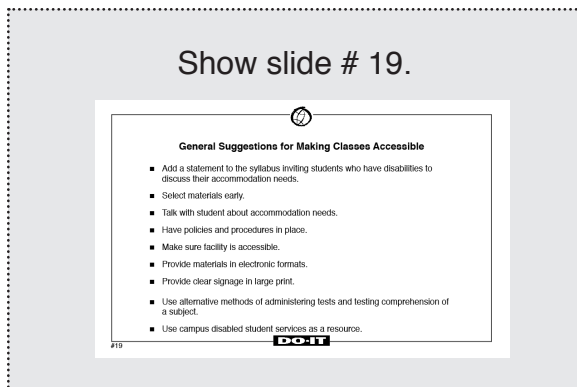 Show slide # 19.
General Suggestions for Making Classes Accessible
■ Add a statement to the syllabus inviting students who have disabilities to
discuss their accommodation needs.
■ Select materials early.
■ Talk with student about accommodation needs.
■ Have policies and procedures in place.
■ Make sure facility is accessible.
■ Provide materials in electronic formats.
■ Provide clear signage in large print.
■ Use alternative methods of administering tests and testing comprehension of
a subject.
■ Use campus disabled student services as a resource.
DO-IT
#19